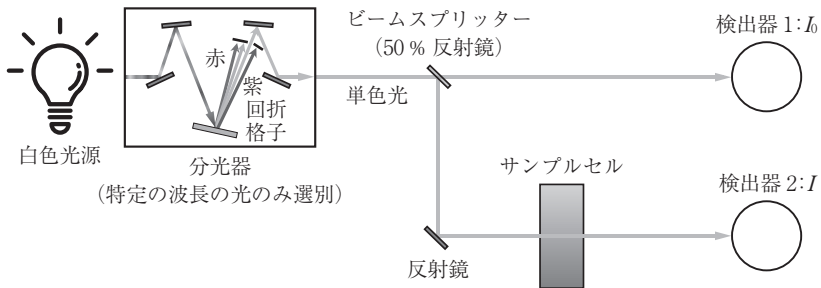 ビームスプリッター
（50 % 反射鏡）
検出器 1：I₀
赤
紫
回折
格子
単色光
白色光源
分光器
（特定の波長の光のみ選別）
サンプルセル
検出器 2：I
反射鏡